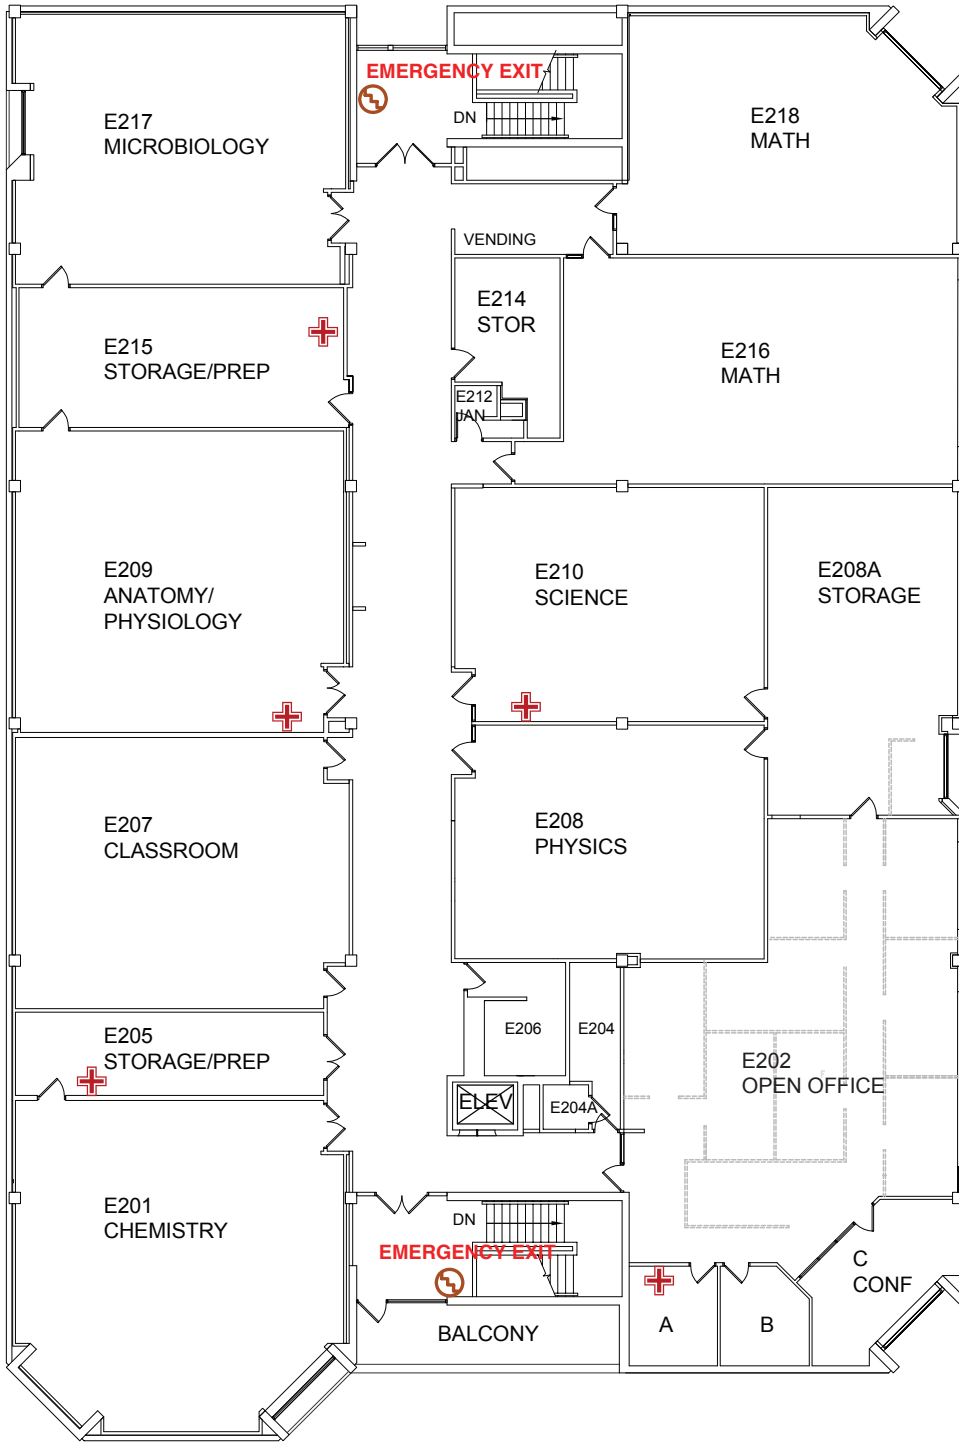 EMERGENCY EXIT
DN
E217
MICROBIOLOGY
E218
MATH
VENDING
E214
STOR
E215
STORAGE/PREP
E216
MATH
E212
JAN
E209
ANATOMY/
PHYSIOLOGY
E210
SCIENCE
E208A
STORAGE
E207
CLASSROOM
E208
PHYSICS
E205
STORAGE/PREP
E206
E204
E202
OPEN OFFICE
ELEV
E204A
E201
CHEMISTRY
DN
EMERGENCY EXIT
C
CONF
BALCONY
A
B